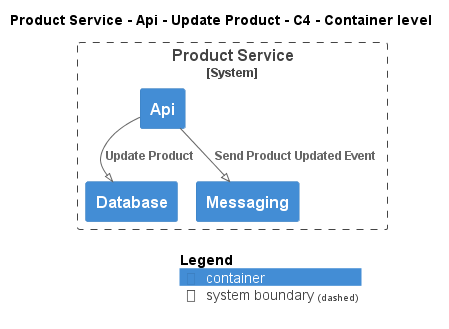 Product Service - Api - Update Product - C4 - Container level
Product Service
[System]
Api
Update Product
Send Product Updated Event
Database
Messaging
Legend
container
system boundary (dashed)